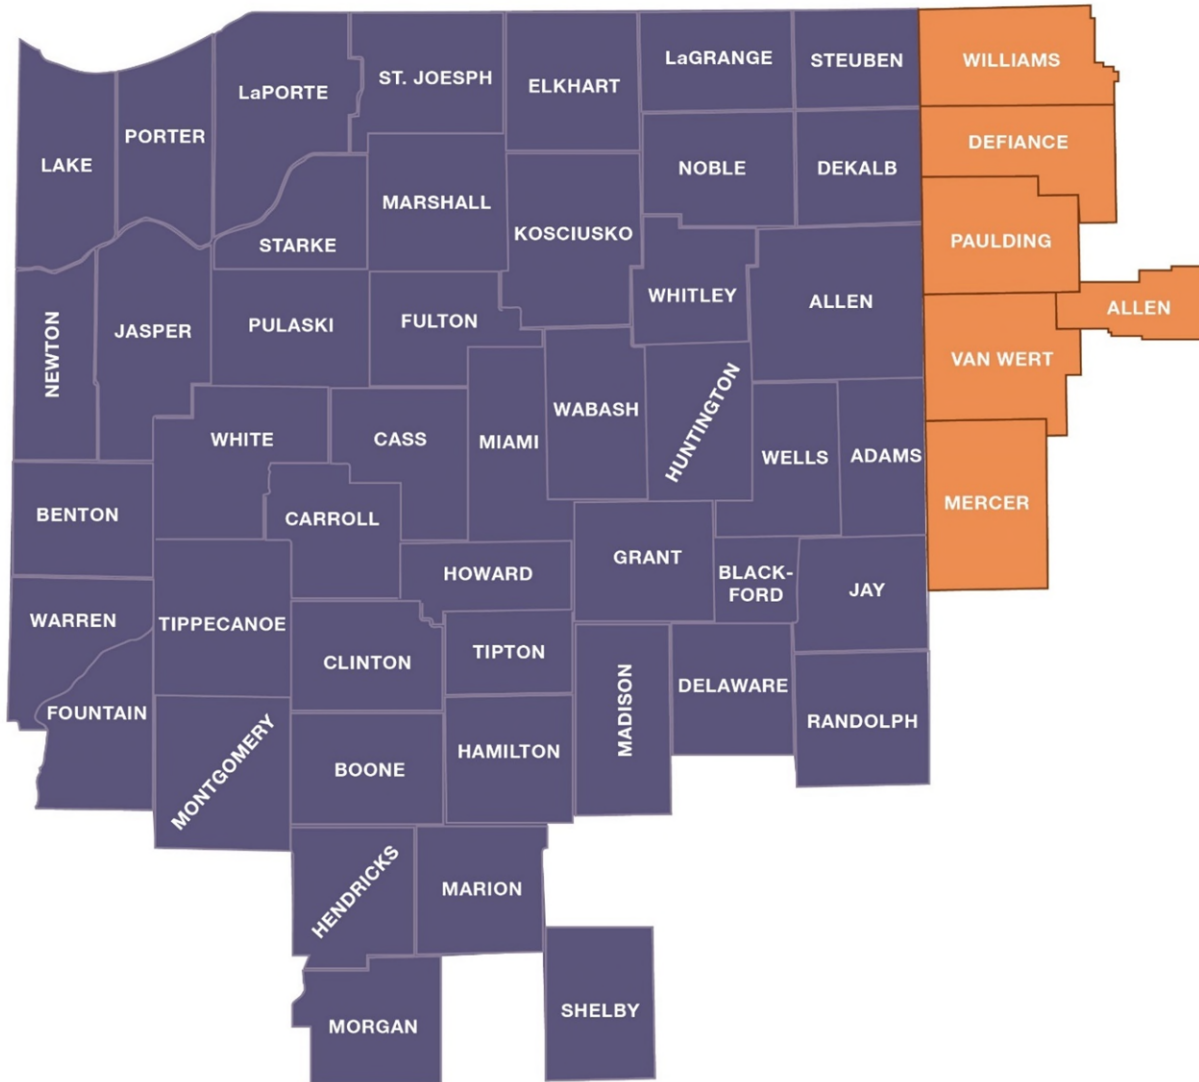 LaGRANGE
STEUBEN
WILLIAMS
ST. JOESPH
ELKHART
LaPORTE
PORTER
LAKE
DEFIANCE
NOBLE
DEKALB
MARSHALL
KOSCIUSKO
STARKE
PAULDING
WHITLEY
ALLEN
ALLEN
NEWTON
JASPER
PULASKI
FULTON
VAN WERT
WABASH
HUNTINGTON
WHITE
CASS
MIAMI
WELLS
ADAMS
BENTON
CARROLL
MERCER
GRANT
HOWARD
BLACK-
FORD
JAY
WARREN
TIPPECANOE
CLINTON
TIPTON
MADISON
DELAWARE
FOUNTAIN
RANDOLPH
MONTGOMERY
BOONE
HAMILTON
HENDRICKS
MARION
MORGAN
SHELBY